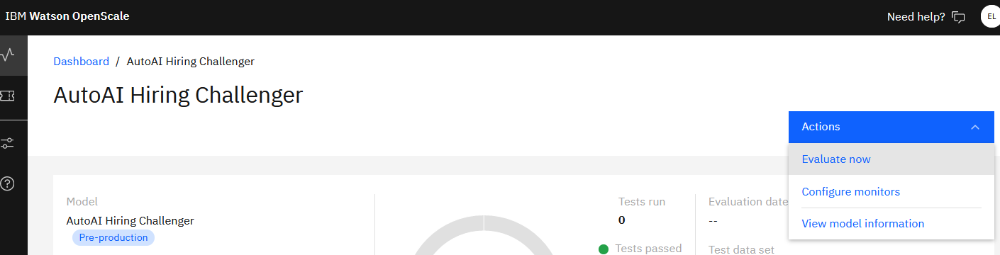 IBM Watson OpenScale
Need help?
EL
Dashboard / AutoAI Hiring Challenger
AutoAI Hiring Challenger
Actions
Evaluate now
Configure monitors
View model information
Model
AutoAI Hiring Challenger
Pre-production
Tests run
0
Tests passed
Evaluation date
--
Test data set